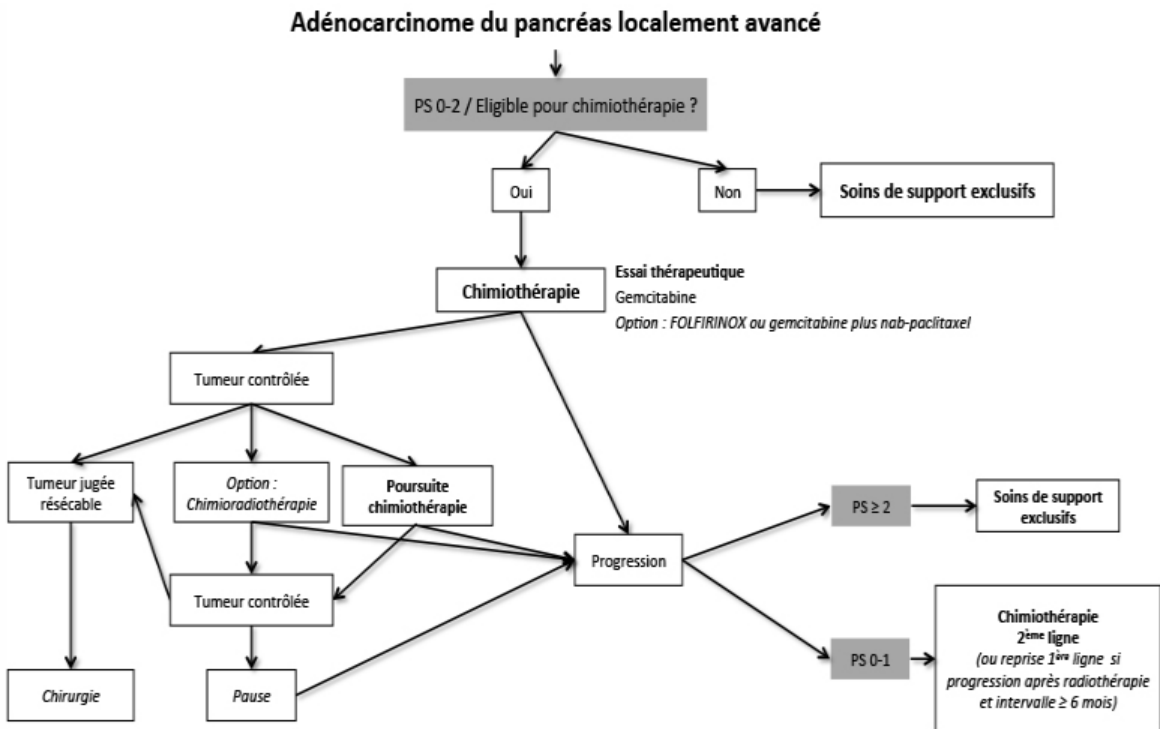 Adénocarcinome du pancréas localement avancé
PS 0-2 / Eligible pour chimiothérapie ?
Oui
Non
Soins de support exclusifs
Chimiothérapie
Essai thérapeutique
Gemcitabine
Option : FOLFIRINOX ou gemcitabine plus nab-paclitaxel
Tumeur contrôlée
Tumeur jugée
résécable
Option :
Chimioradiothérapie
Poursuite
chimiothérapie
PS ≥ 2
Soins de support
exclusifs
Progression
Tumeur contrôlée
Chirurgie
Pause
PS 0-1
Chimiothérapie
2ème ligne
(ou reprise 1ère ligne si
progression après radiothérapie
et intervalle ≥ 6 mois)